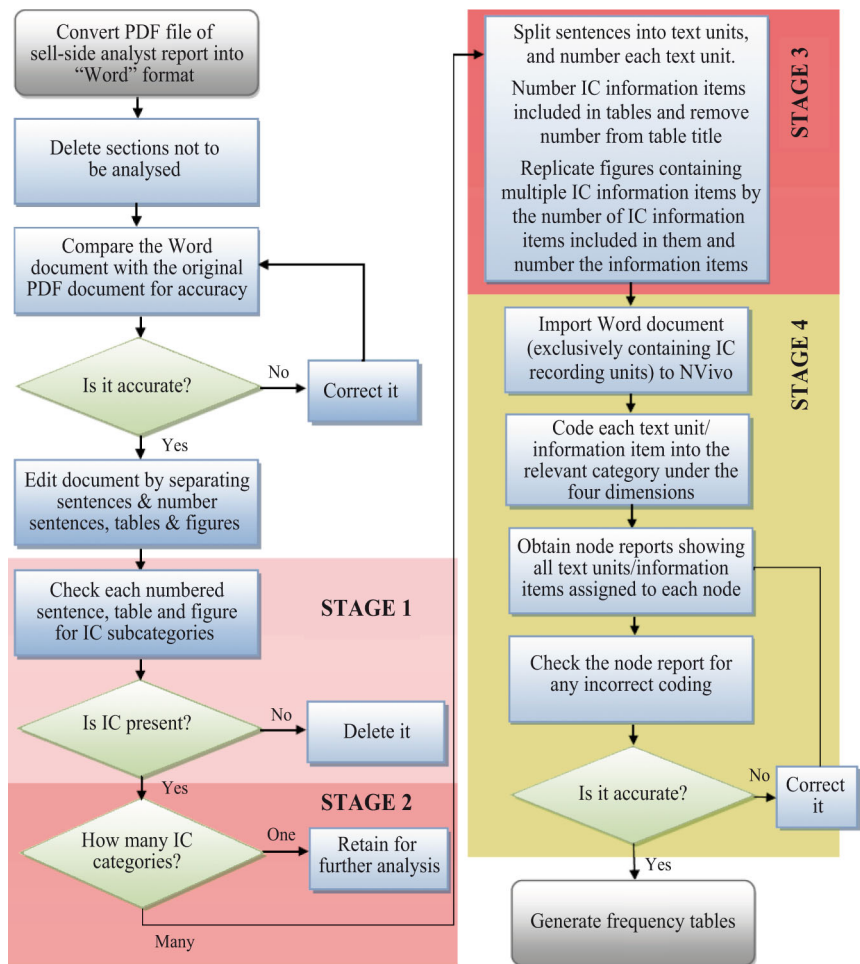 Convert PDF file of
sell-side analyst report into
“Word” format
Delete sections not to
be analysed
Compare the Word
document with the original
PDF document for accuracy
Is it accurate?
No
Correct it
Yes
Edit document by separating
sentences & number
sentences, tables & figures
Check each numbered
sentence, table and figure
for IC subcategories
STAGE 1
Is IC present?
No
Delete it
Yes
STAGE 2
How many IC
categories?
One
Retain for
further analysis
Many
Split sentences into text units,
and number each text unit.
Number IC information items
included in tables and remove
number from table title
Replicate figures containing
multiple IC information items by
the number of IC information
items included in them and
number the information items
STAGE 3
Import Word document
(exclusively containing IC
recording units) to NVivo
STAGE 4
Code each text unit/
information item into the
relevant category under the
four dimensions
Obtain node reports showing
all text units/information
items assigned to each node
Check the node report for
any incorrect coding
Is it accurate?
No
Correct
it
Yes
Generate frequency tables